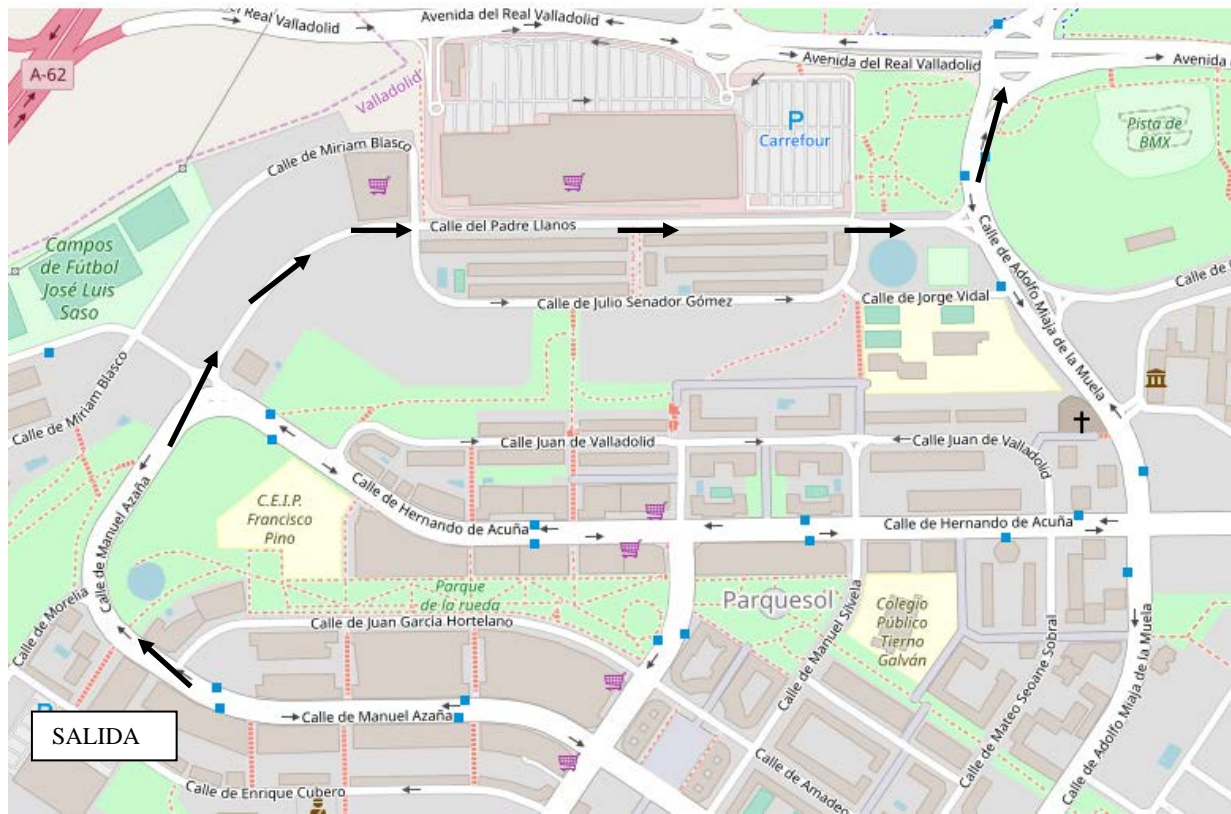 del Real Valladolid
Avenida del Real Valladolid
Avenida del Real Valladolid
Avenida
A-62
Valladolid
P
Carrefour
Pista de
BMX
Calle de Miriam Blasco
Calle del Padre Llanos
Campos
de Fútbol
José Luis
Saso
Calle de Adolfo Miaja de la Muela
Calle de
Calle de Julio Senador Gómez
Calle de Jorge Vidal
Calle de Miriam Blasco
Calle Juan de Valladolid
Calle Juan de Valladolid
Calle de Manuel Azaña
C.E.I.P.
Francisco
Pino
Calle de Hernando de Acuña
Calle de Hernando de Acuña
Parque
de la rueda
Parquesol
Calle de Morelia
Calle de Juan García Hortelano
Calle de Manuel Silvela
Colegio
Público
Tierno
Galván
Calle de Mateo Seoane Sobral
Calle de Adolfo Miaja de la Muela
P
Calle de Manuel Azaña
SALIDA
Calle de Amadeo
Calle de Enrique Cubero